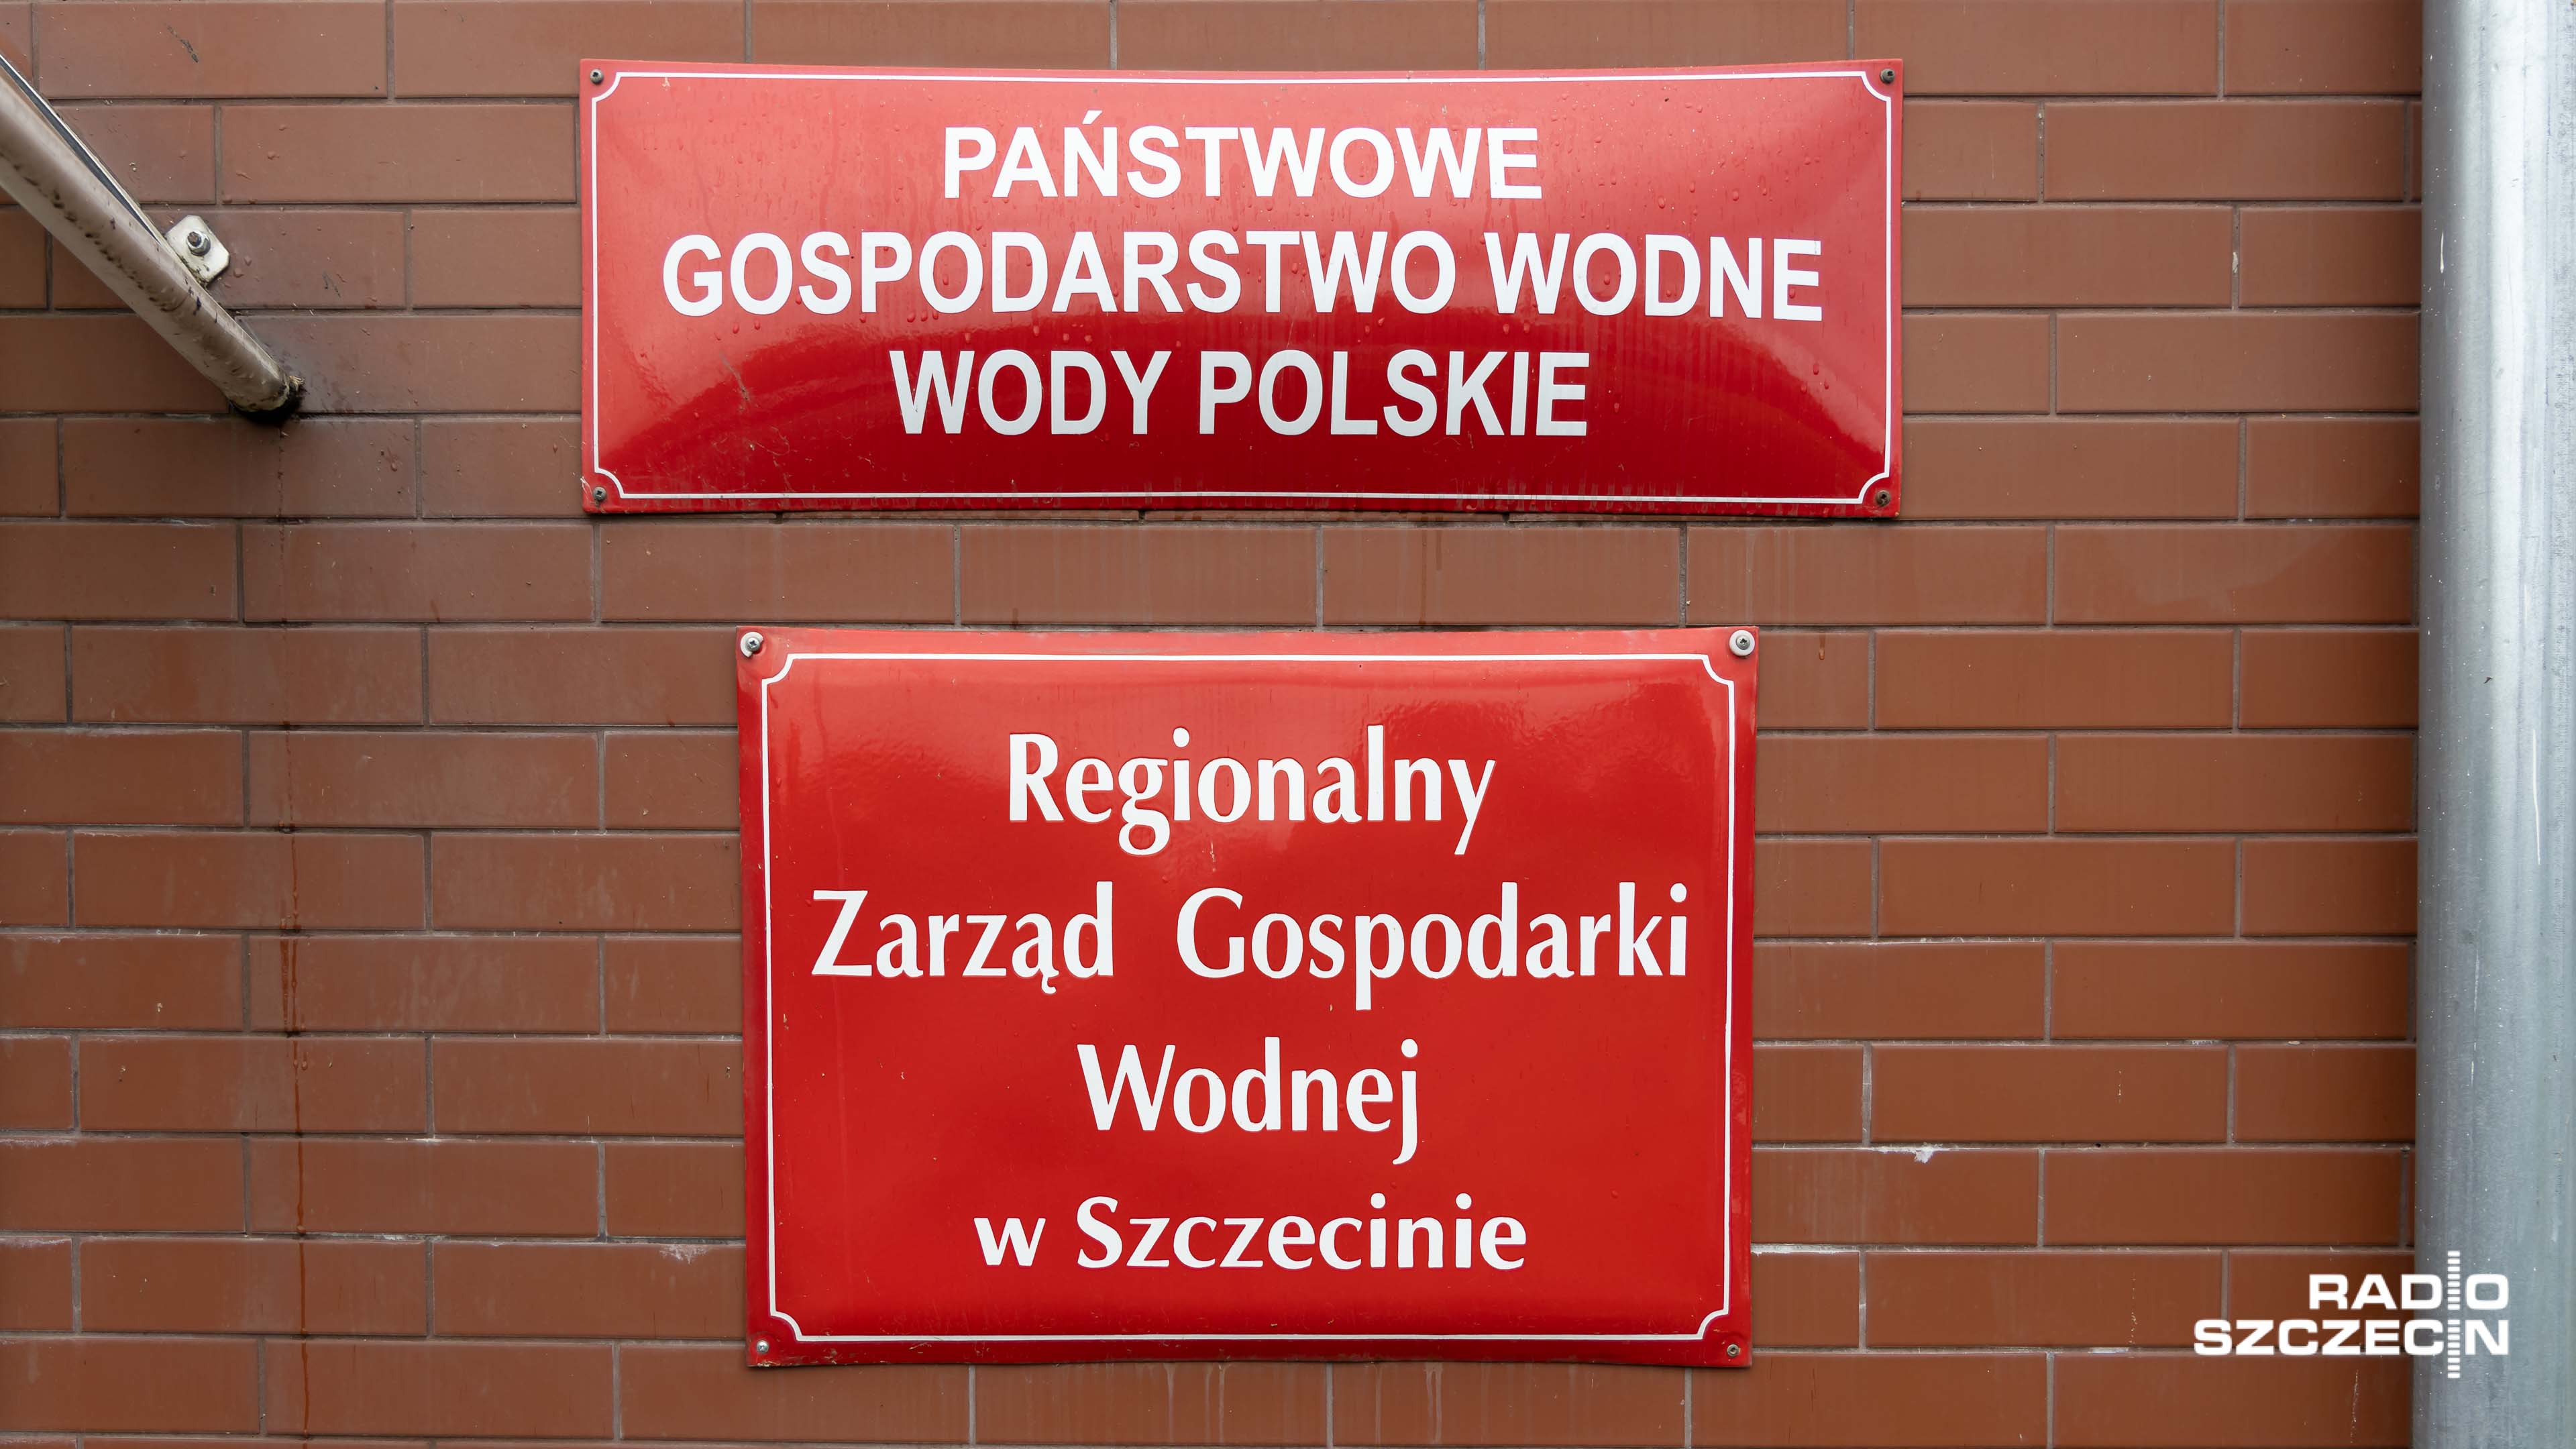 PAŃSTWOWE
GOSPODARSTWO WODNE
WODY POLSKIE
Regionalny
Zarząd Gospodarki
Wodnej
w Szczecinie
RADIO
SZCZECIN